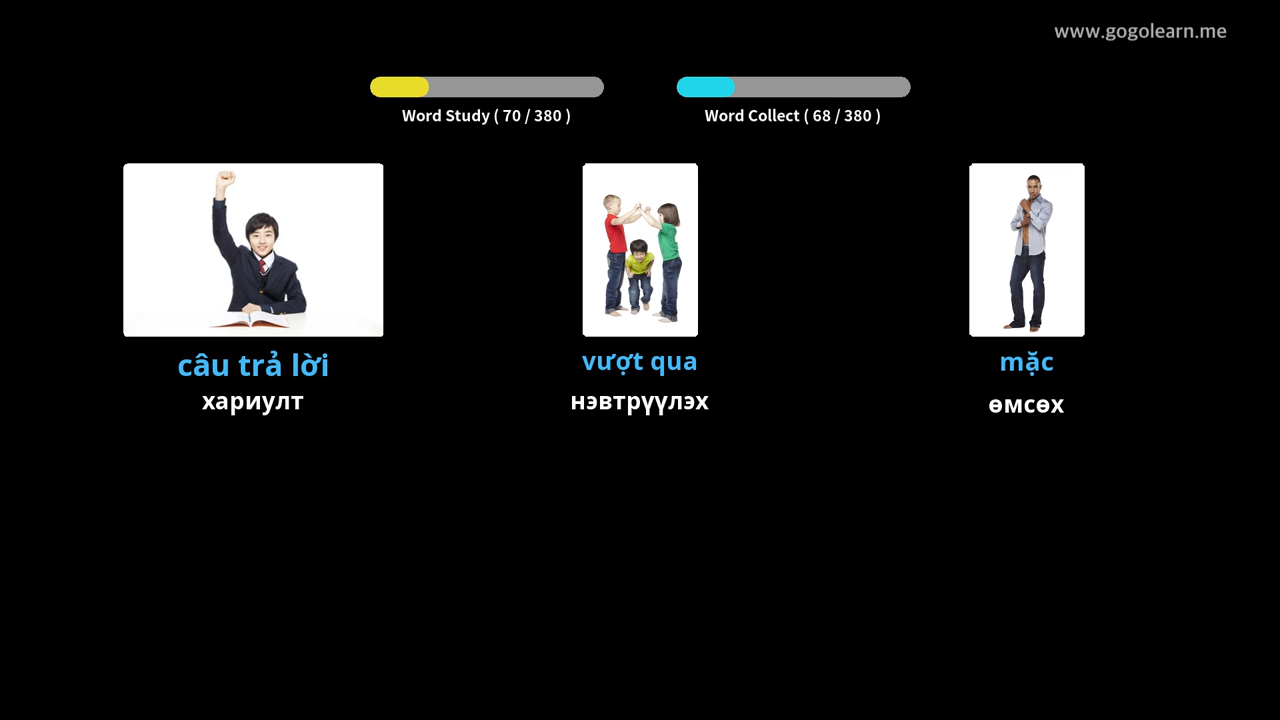 www.gogolearn.me
Word Study ( 70 / 380 )
Word Collect ( 68 / 380 )
câu trả lời
хариулт
vượt qua
нэвтрүүлэх
mặc
өмсөх